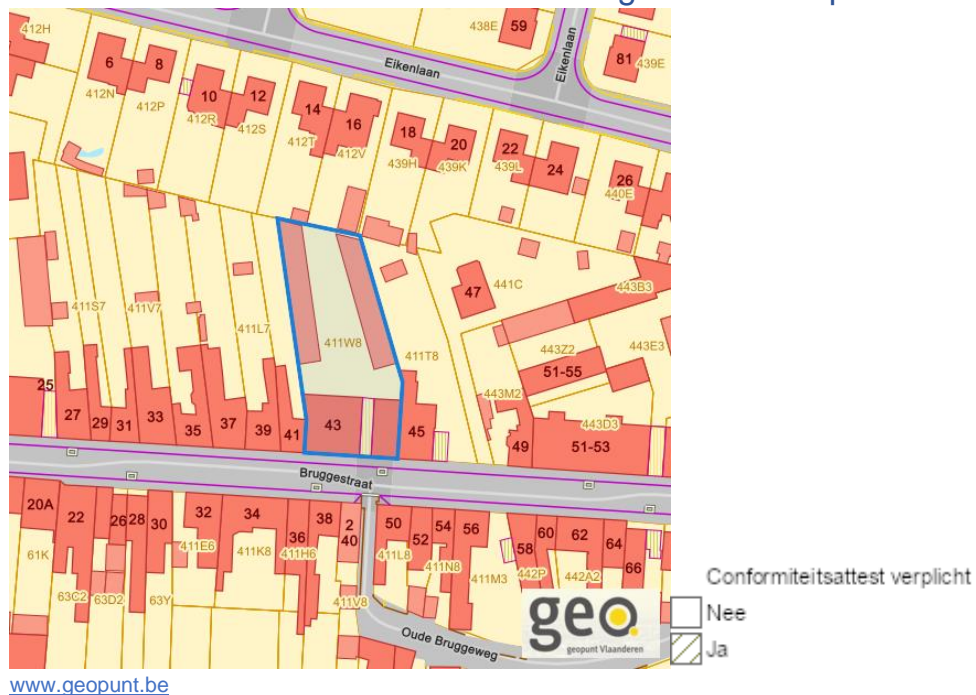 412H
438E
59
81
439E
Eikenlaan
Eikenlaan
6
8
412N
412P
10
12
412R
412S
14
16
412T
412V
18
20
439H
439K
22
24
439L
26
440E
47
441C
443B3
411S7
411V7
411L7
411W8
411T8
443Z2
443E3
51-55
443M2
443D3
25
27
29
31
33
35
37
39
41
43
45
49
51-53
Bruggestraat
20A
22
26
28
30
32
34
36
38
2
40
50
52
54
56
58
60
62
64
66
61K
63C2
63D2
63Y
411E6
411K8
411H6
411V8
411L8
411N8
411M3
442P
442A2
Oude Bruggeweg
geo.
geopunt Vlaanderen
Conformiteitsattest verplicht
Nee
Ja
www.geopunt.be